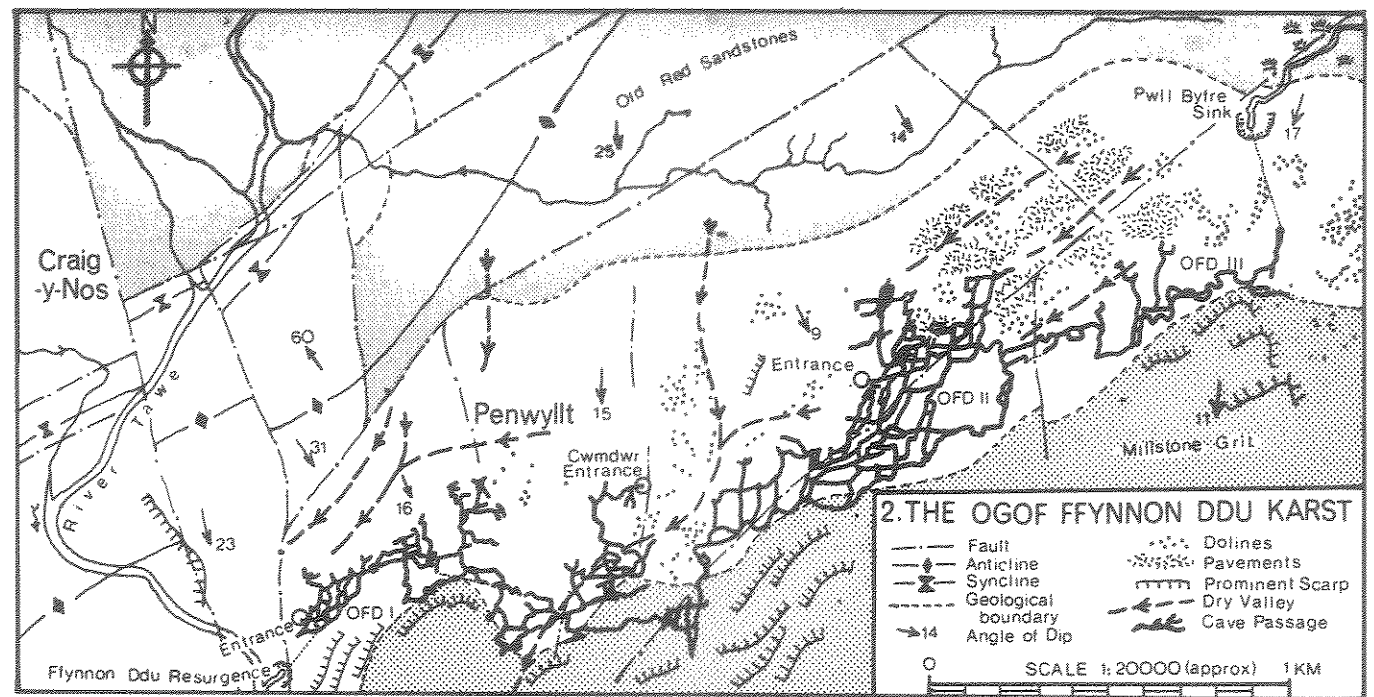 N
Old Red Sandstones
Pwll Byfre
Sink
17
14
25
Craig
-y-Nos
60
OFD III
9
Entrance
River Tawe
Penwyllt
15
OFD II
31
Cwmdwr
Entrance
11
Millstone Grit
16
23
OFD I
Entrance
Ffynnon Ddu Resurgence
2. THE OGOF FFYNNON DDU KARST
Fault
Anticline
Syncline
Geological
boundary
14 Angle of Dip
Dolines
Pavements
Prominent Scarp
Dry Valley
Cave Passage
0 SCALE 1:20000 (approx) 1 KM